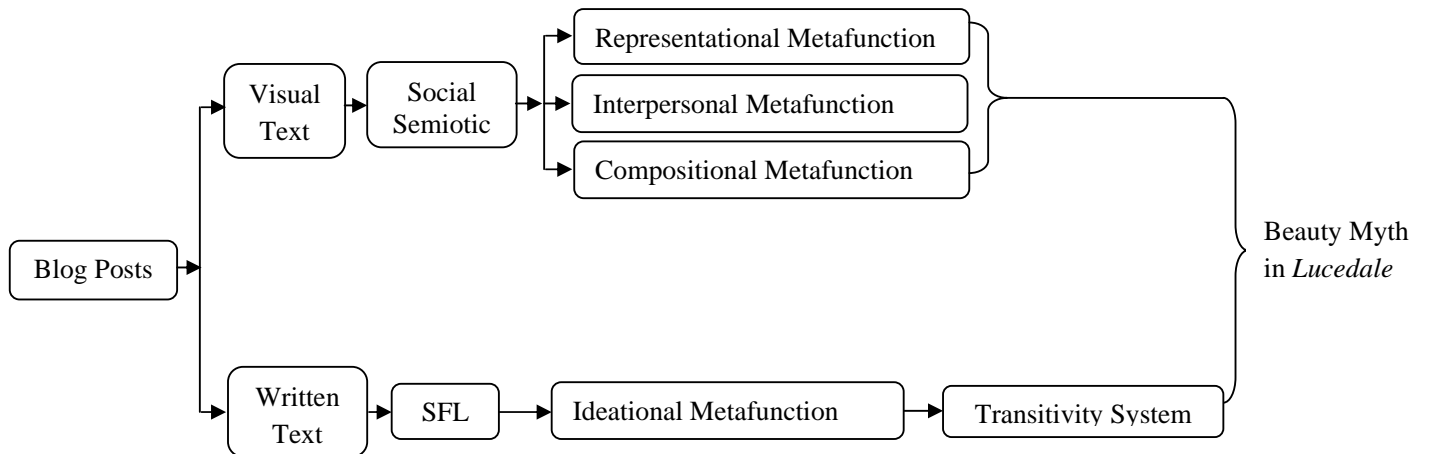 Representational Metafunction
Visual
Text
Social
Semiotic
Interpersonal Metafunction
Compositional Metafunction
Blog Posts
Beauty Myth
in Lucedale
Written
Text
SFL
Ideational Metafunction
Transitivity System